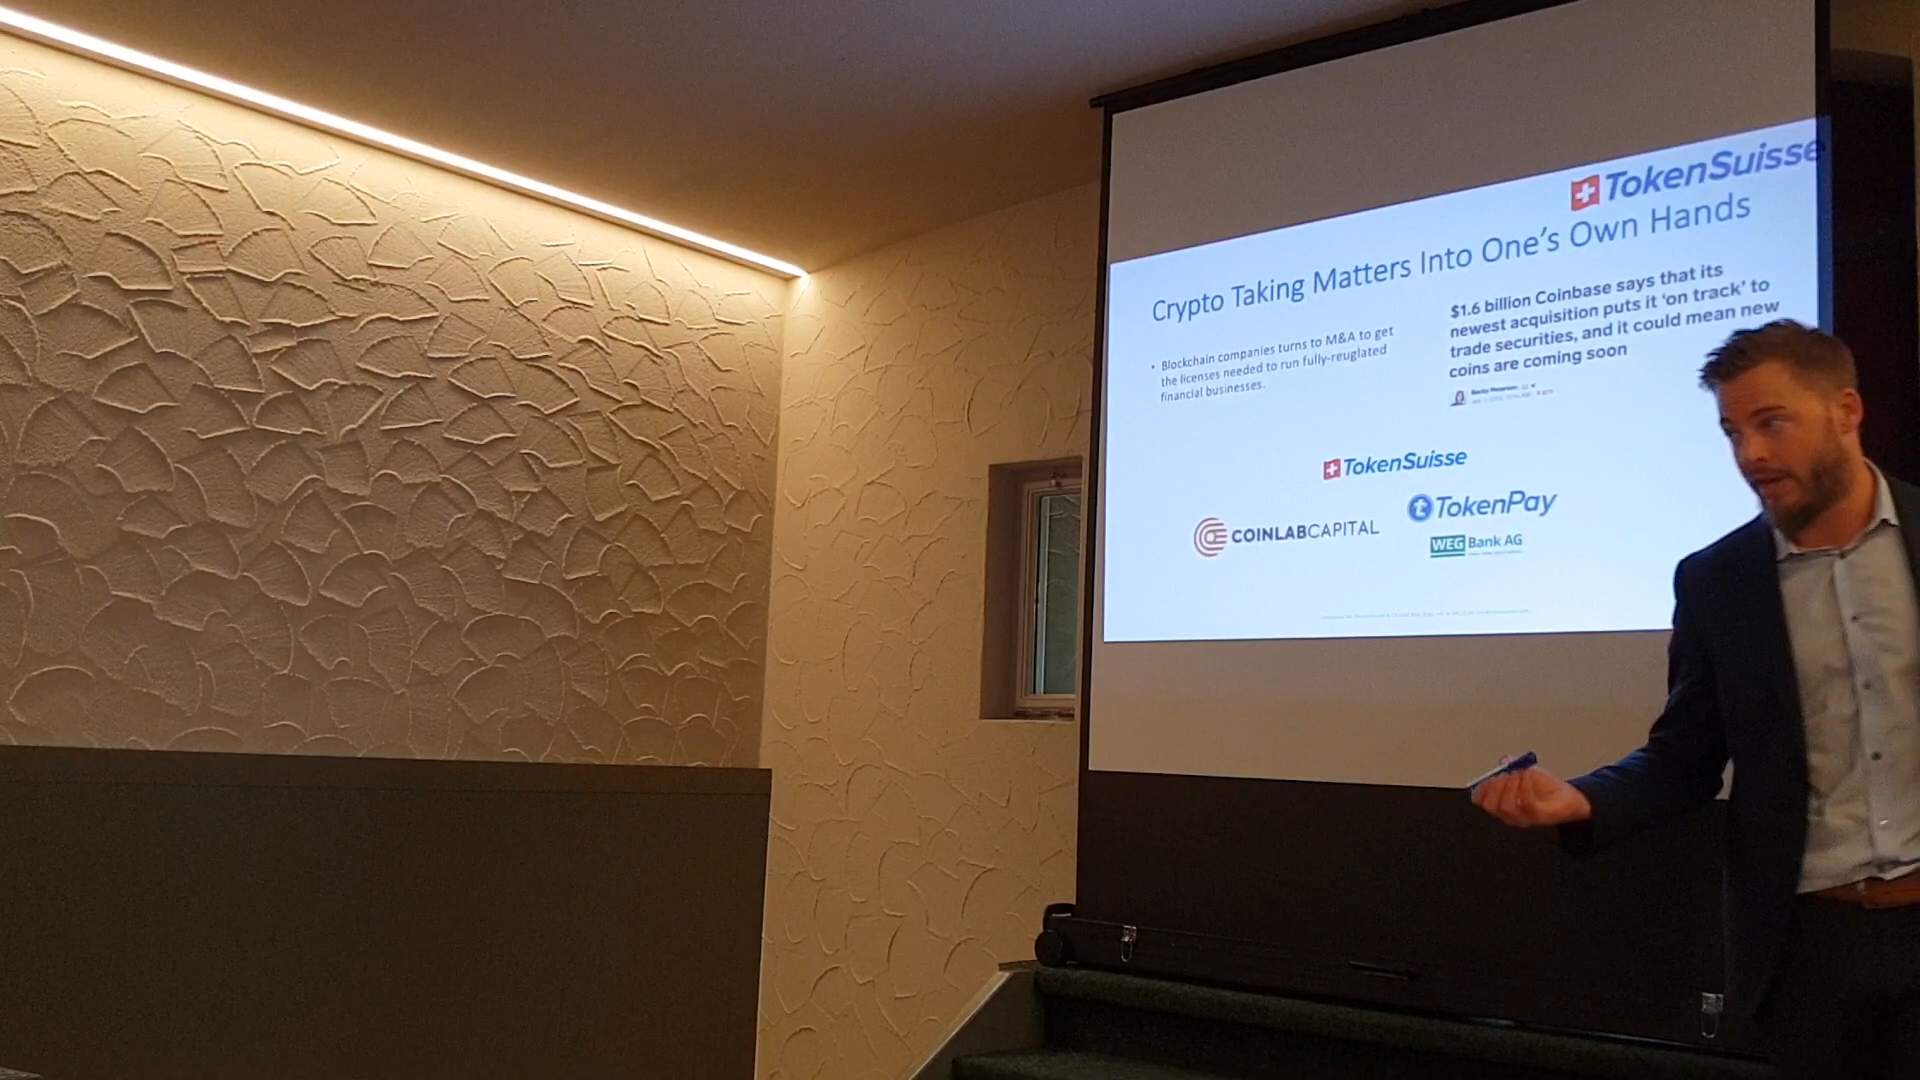 TokenSuisse
Crypto Taking Matters Into One's Own Hands
• Blockchain companies turns to M&A to get
the licenses needed to run fully-reuglated
financial businesses.
$1.6 billion Coinbase says that its
newest acquisition puts it 'on track' to
trade securities, and it could mean new
coins are coming soon
TokenSuisse
COINLABCAPITAL
t TokenPay
WEG Bank AG